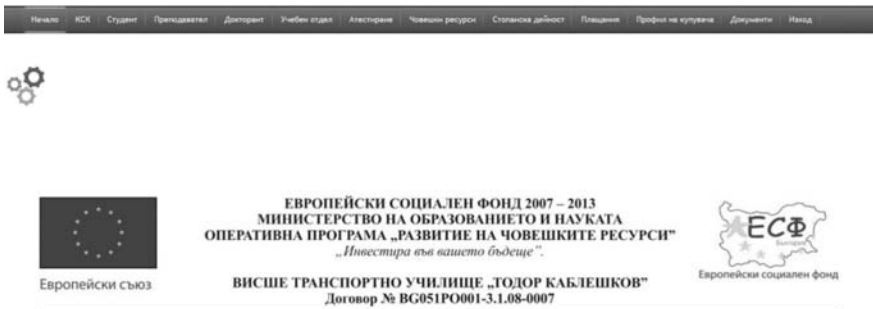 Начало КСК Студент Преподавател Докторант Учебен отдел Атестиране Човешки ресурси Стопанска дейност Плащания Профил на купувача Документи Изход
ЕВРОПЕЙСКИ СОЦИАЛЕН ФОНД 2007 – 2013
МИНИСТЕРСТВО НА ОБРАЗОВАНИЕТО И НАУКАТА
ОПЕРАТИВНА ПРОГРАМА „РАЗВИТИЕ НА ЧОВЕШКИТЕ РЕСУРСИ”
„Инвестира във вашето бъдеще”.
ЕСФ
България
Европейски съюз
Европейски социален фонд
ВИСШЕ ТРАНСПОРТНО УЧИЛИЩЕ „ТОДОР КАБЛЕШКОВ”
Договор № BG051PO001-3.1.08-0007